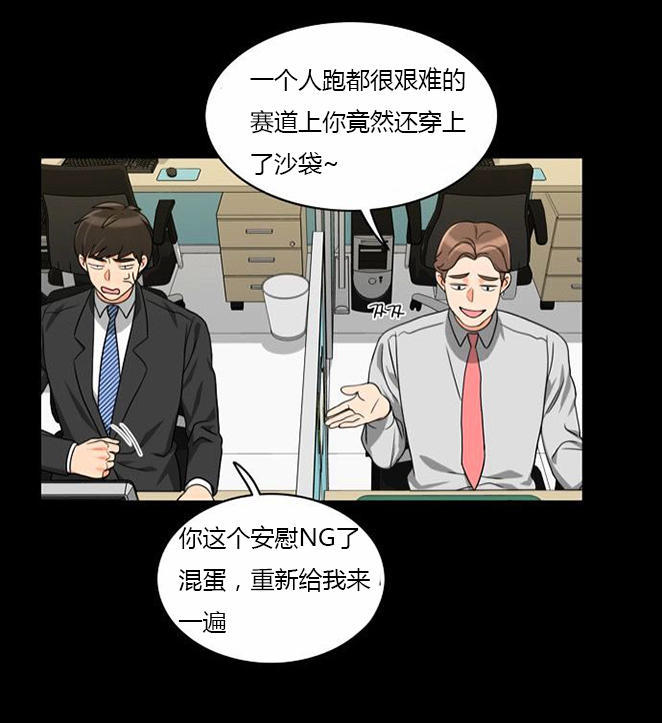 一个人跑都很艰难的
赛道上你竟然还穿上
了沙袋~
ㅋㅋ
你这个安慰NG了
混蛋，重新给我来
一遍